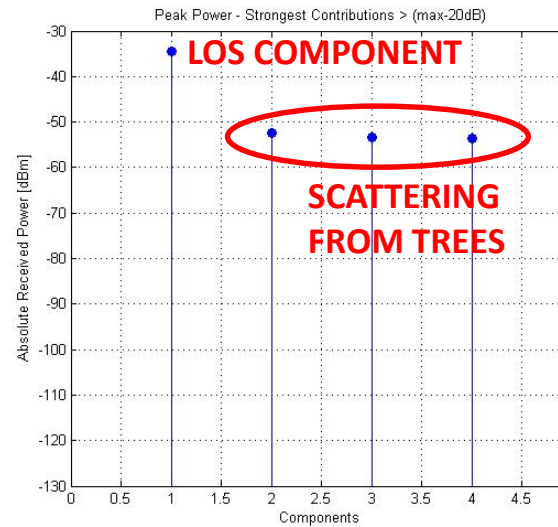 Peak Power - Strongest Contributions > (max-20dB)
-30
LOS COMPONENT
-40
-50
-60
SCATTERING
-70
FROM TREES
-80
Absolute Received Power [dBm]
-90
-100
-110
-120
-130
0 0.5 1 1.5 2 2.5 3 3.5 4 4.5
Components